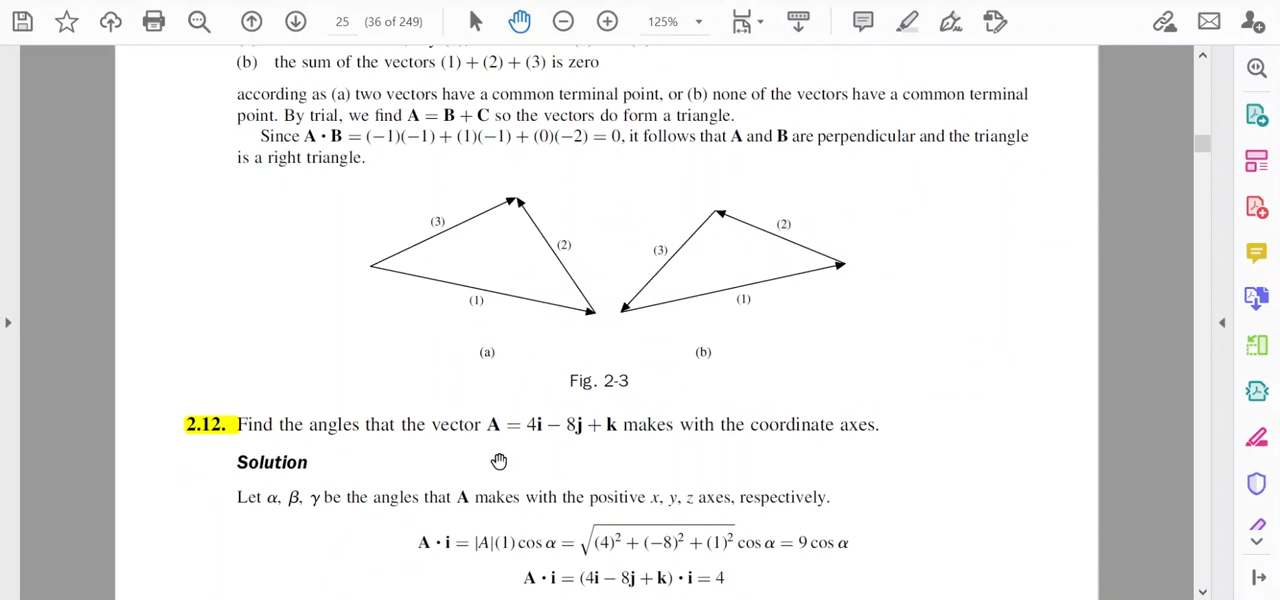 25 (36 of 249) 125%
(b) the sum of the vectors (1) + (2) + (3) is zero
according as (a) two vectors have a common terminal point, or (b) none of the vectors have a common terminal
point. By trial, we find A = B + C so the vectors do form a triangle.
Since A • B = (−1)(−1) + (1)(−1) + (0)(−2) = 0, it follows that A and B are perpendicular and the triangle
is a right triangle.
(3) (2) (1)
(3) (2) (1)
(a) (b)
Fig. 2-3
2.12. Find the angles that the vector A = 4i − 8j + k makes with the coordinate axes.
Solution
Let α, β, γ be the angles that A makes with the positive x, y, z axes, respectively.
A • i = |A|(1) cos α = √(4)² + (−8)² + (1)² cos α = 9 cos α
A • i = (4i − 8j + k) • i = 4